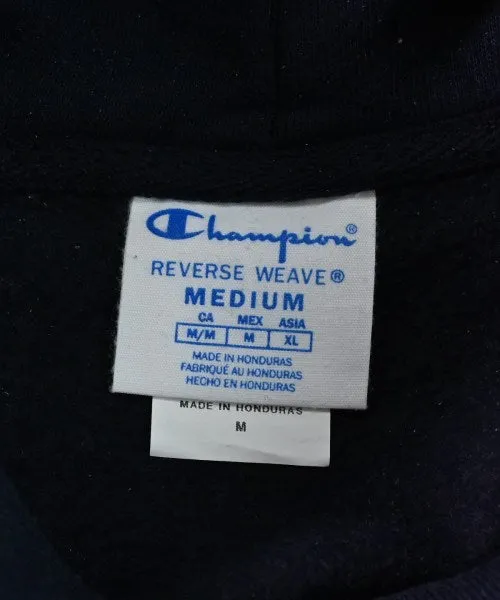 Champion®
REVERSE WEAVE®
MEDIUM
CA MEX ASIA
M/M M XL
MADE IN HONDURAS
FABRIQUÉ AU HONDURAS
HECHO EN HONDURAS
MADE IN HONDURAS
M